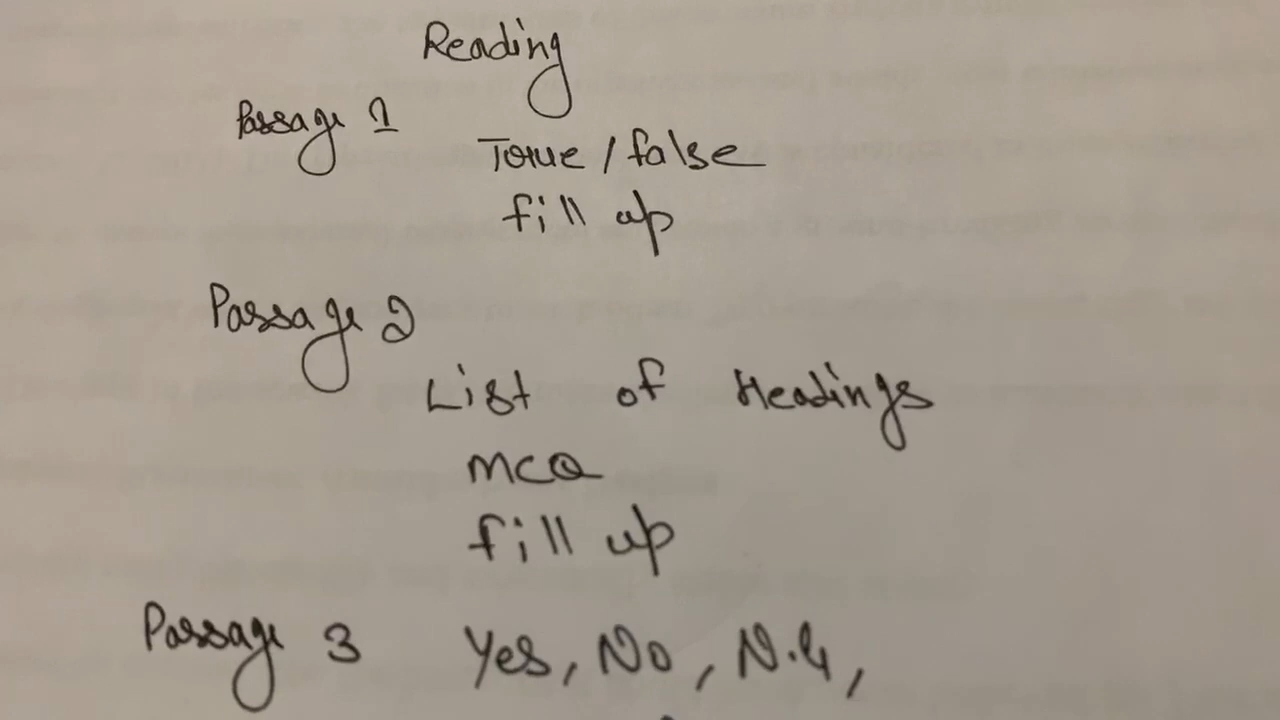 Reading
Passage 1
True/false
fill up
Passage 2
List of Headings
MCQ
fill up
Passage 3 Yes, No, N.G,